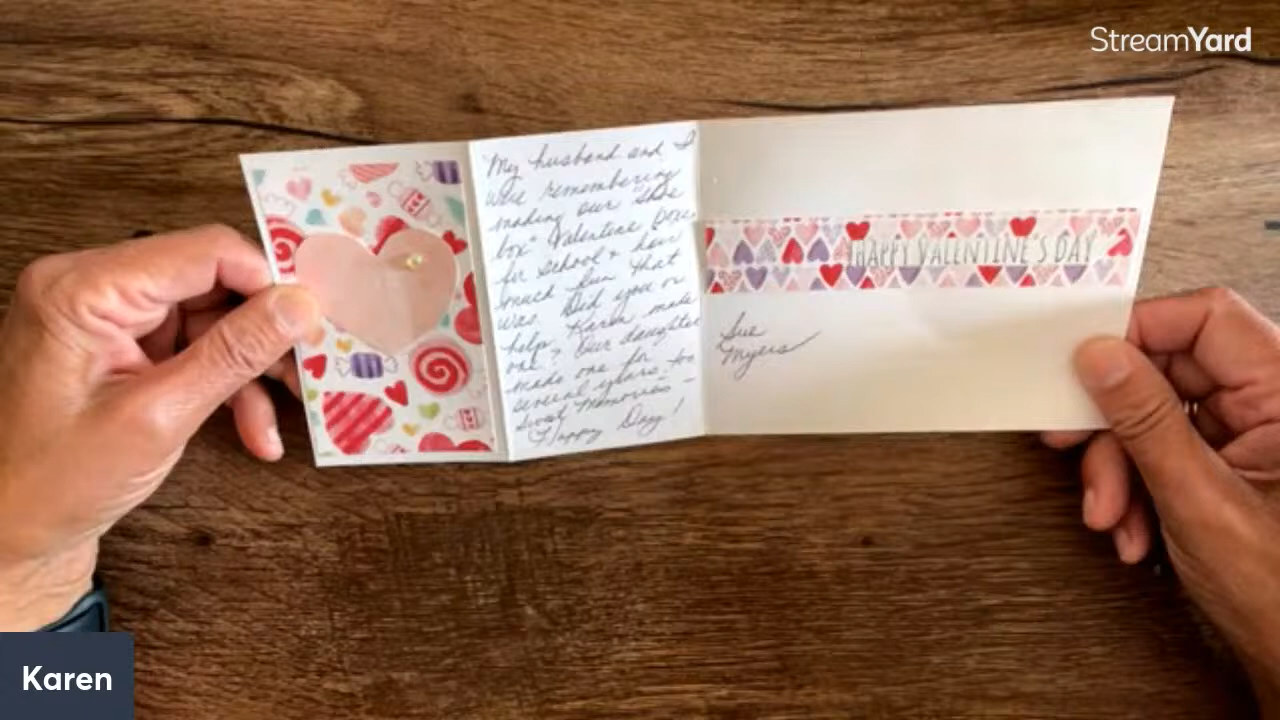 StreamYard
My husband and I
were remembering
making our "shoe
box" Valentine Boxes
for school & how
much fun that
was. Did you or
help Karen make
one? Our daughter
made one for
several years too
Sweet Memories –
Happy Day!
HAPPY VALENTINE'S DAY
Sue
Myers
Karen